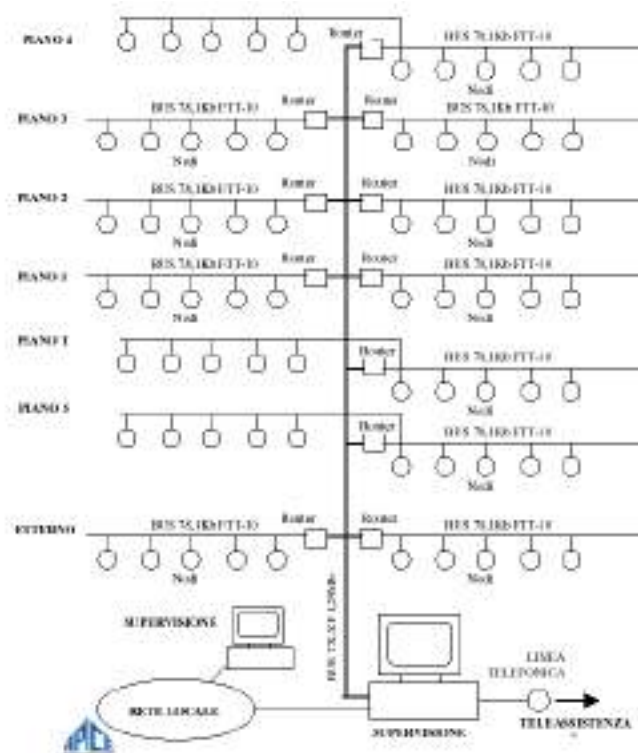 PIANO 4
Router
BUS 78,1Kb FTT-10
Nodi
PIANO 3
BUS 78,1Kb FTT-10
Router
Router
BUS 78,1Kb FTT-10
Nodi
Nodi
PIANO 2
BUS 78,1Kb FTT-10
Router
Router
BUS 78,1Kb FTT-10
Nodi
Nodi
PIANO 1
BUS 78,1Kb FTT-10
Router
Router
BUS 78,1Kb FTT-10
Nodi
Nodi
PIANO T
Router
BUS 78,1Kb FTT-10
Nodi
PIANO S
Router
BUS 78,1Kb FTT-10
Nodi
ESTERNO
BUS 78,1Kb FTT-10
Router
Router
BUS 78,1Kb FTT-10
Nodi
Nodi
BUS
SUPERVISIONE
LINEA
TELEFONICA
RETE LOCALE
SUPERVISIONE
TELEASSISTENZA